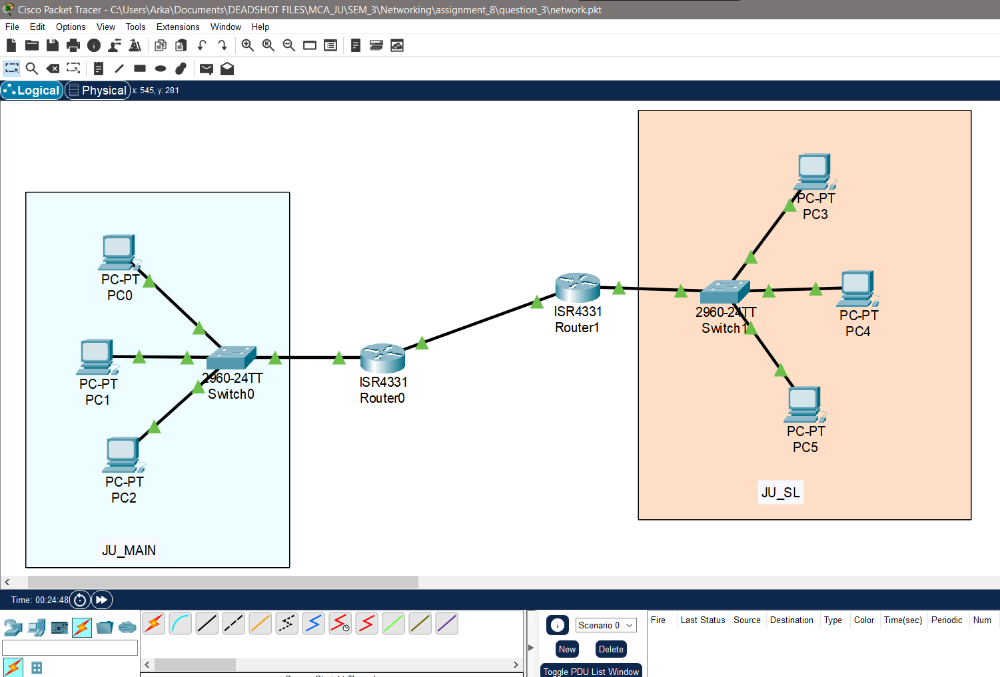 Cisco Packet Tracer - C:\Users\Arka\Documents\DEADSHOT FILES\MCA_JU\SEM_3\Networking\assignment_8\question_3\network.pkt
File Edit Options View Tools Extensions Window Help
Logical Physical x: 545, y: 281
PC-PT
PC0
PC-PT
PC1
PC-PT
PC2
2960-24TT
Switch0
JU_MAIN
ISR4331
Router0
ISR4331
Router1
2960-24TT
Switch1
PC-PT
PC3
PC-PT
PC4
PC-PT
PC5
JU_SL
Time: 00:24:48
Scenario 0
New Delete
Toggle PDU List Window
Fire Last Status Source Destination Type Color Time(sec) Periodic Num